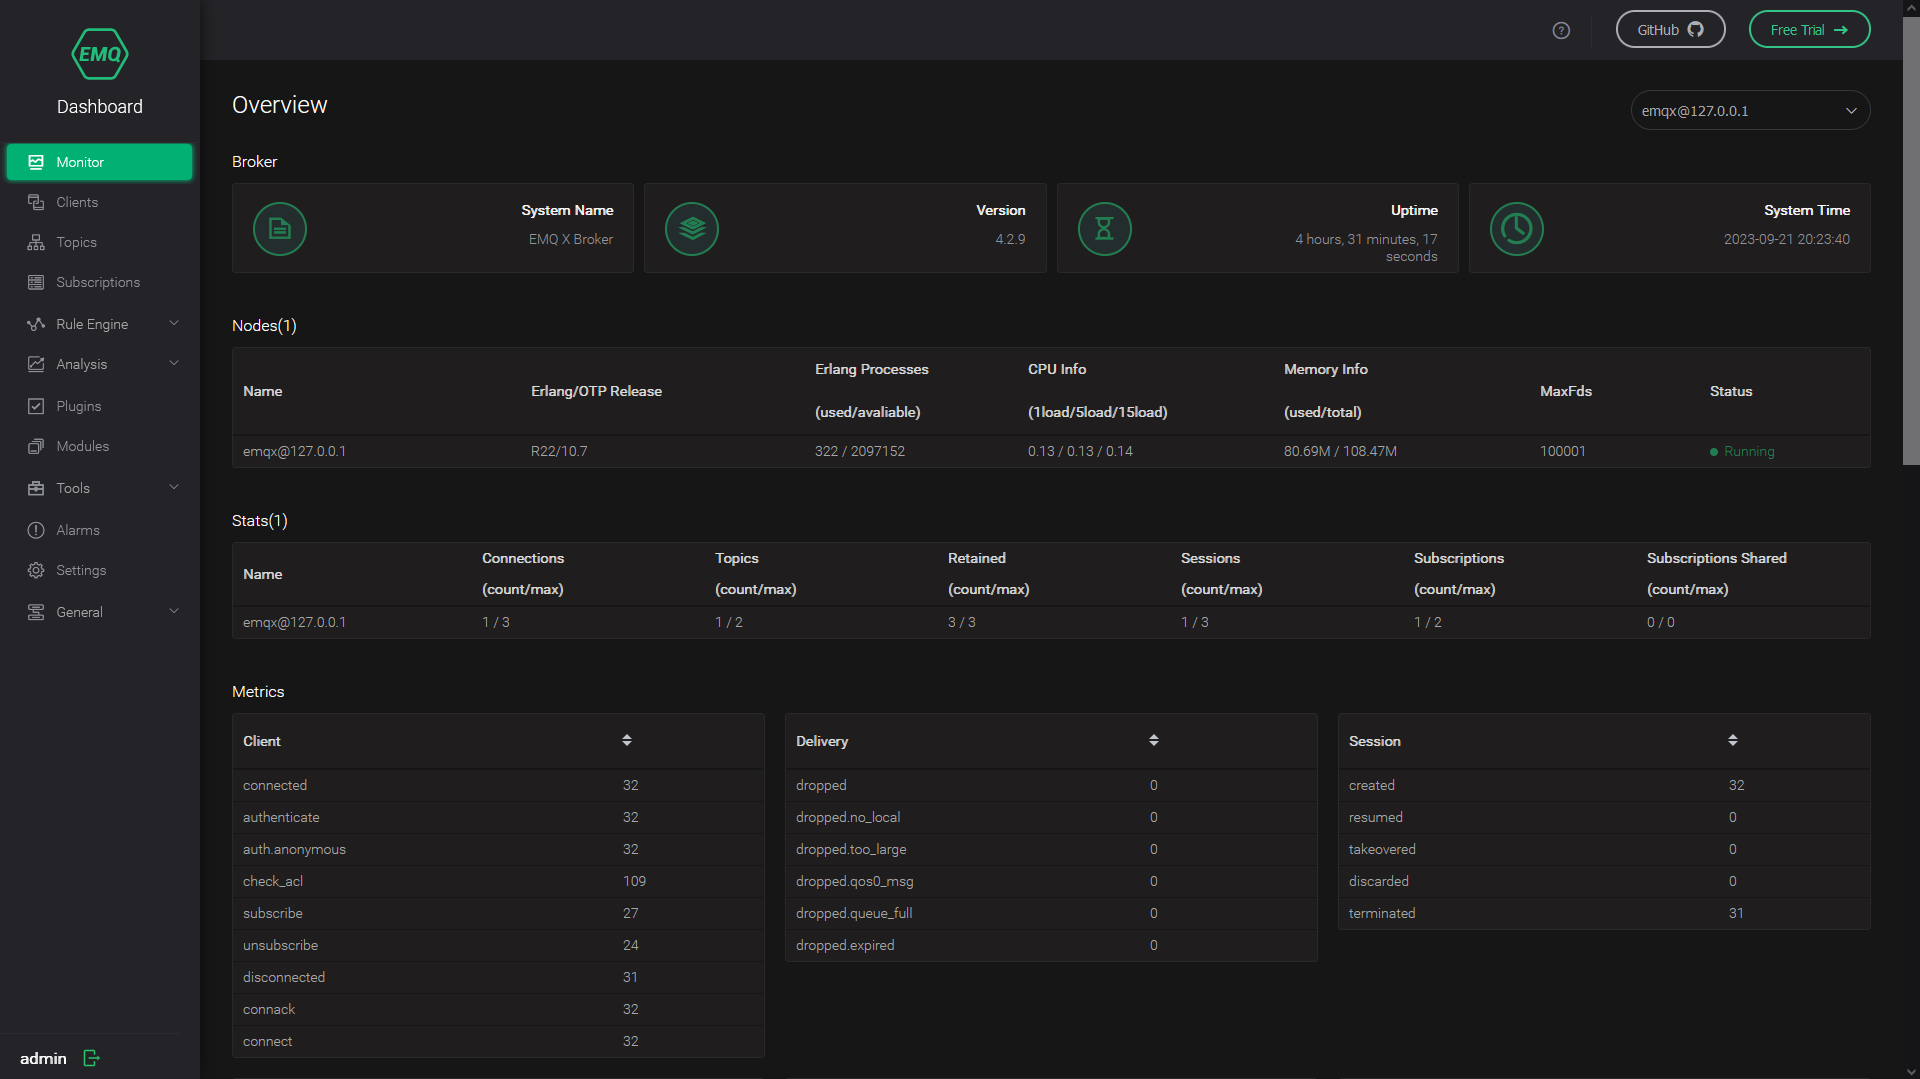 EMQ
Dashboard
Monitor
Clients
Topics
Subscriptions
Rule Engine
Analysis
Plugins
Modules
Tools
Alarms
Settings
General
admin
GitHub
Free Trial
Overview
emqx@127.0.0.1
Broker
System Name
EMQ X Broker
Version
4.2.9
Uptime
4 hours, 31 minutes, 17
seconds
System Time
2023-09-21 20:23:40
Nodes(1)
Name Erlang/OTP Release Erlang Processes (used/avaliable) CPU Info (1load/5load/15load) Memory Info (used/total) MaxFds Status
emqx@127.0.0.1 R22/10.7 322 / 2097152 0.13 / 0.13 / 0.14 80.69M / 108.47M 100001 Running
Stats(1)
Name Connections (count/max) Topics (count/max) Retained (count/max) Sessions (count/max) Subscriptions (count/max) Subscriptions Shared (count/max)
emqx@127.0.0.1 1 / 3 1 / 2 3 / 3 1 / 3 1 / 2 0 / 0
Metrics
Client
connected 32
authenticate 32
auth.anonymous 32
check_acl 109
subscribe 27
unsubscribe 24
disconnected 31
connack 32
connect 32
Delivery
dropped 0
dropped.no_local 0
dropped.too_large 0
dropped.qos0_msg 0
dropped.queue_full 0
dropped.expired 0
Session
created 32
resumed 0
takeovered 0
discarded 0
terminated 31